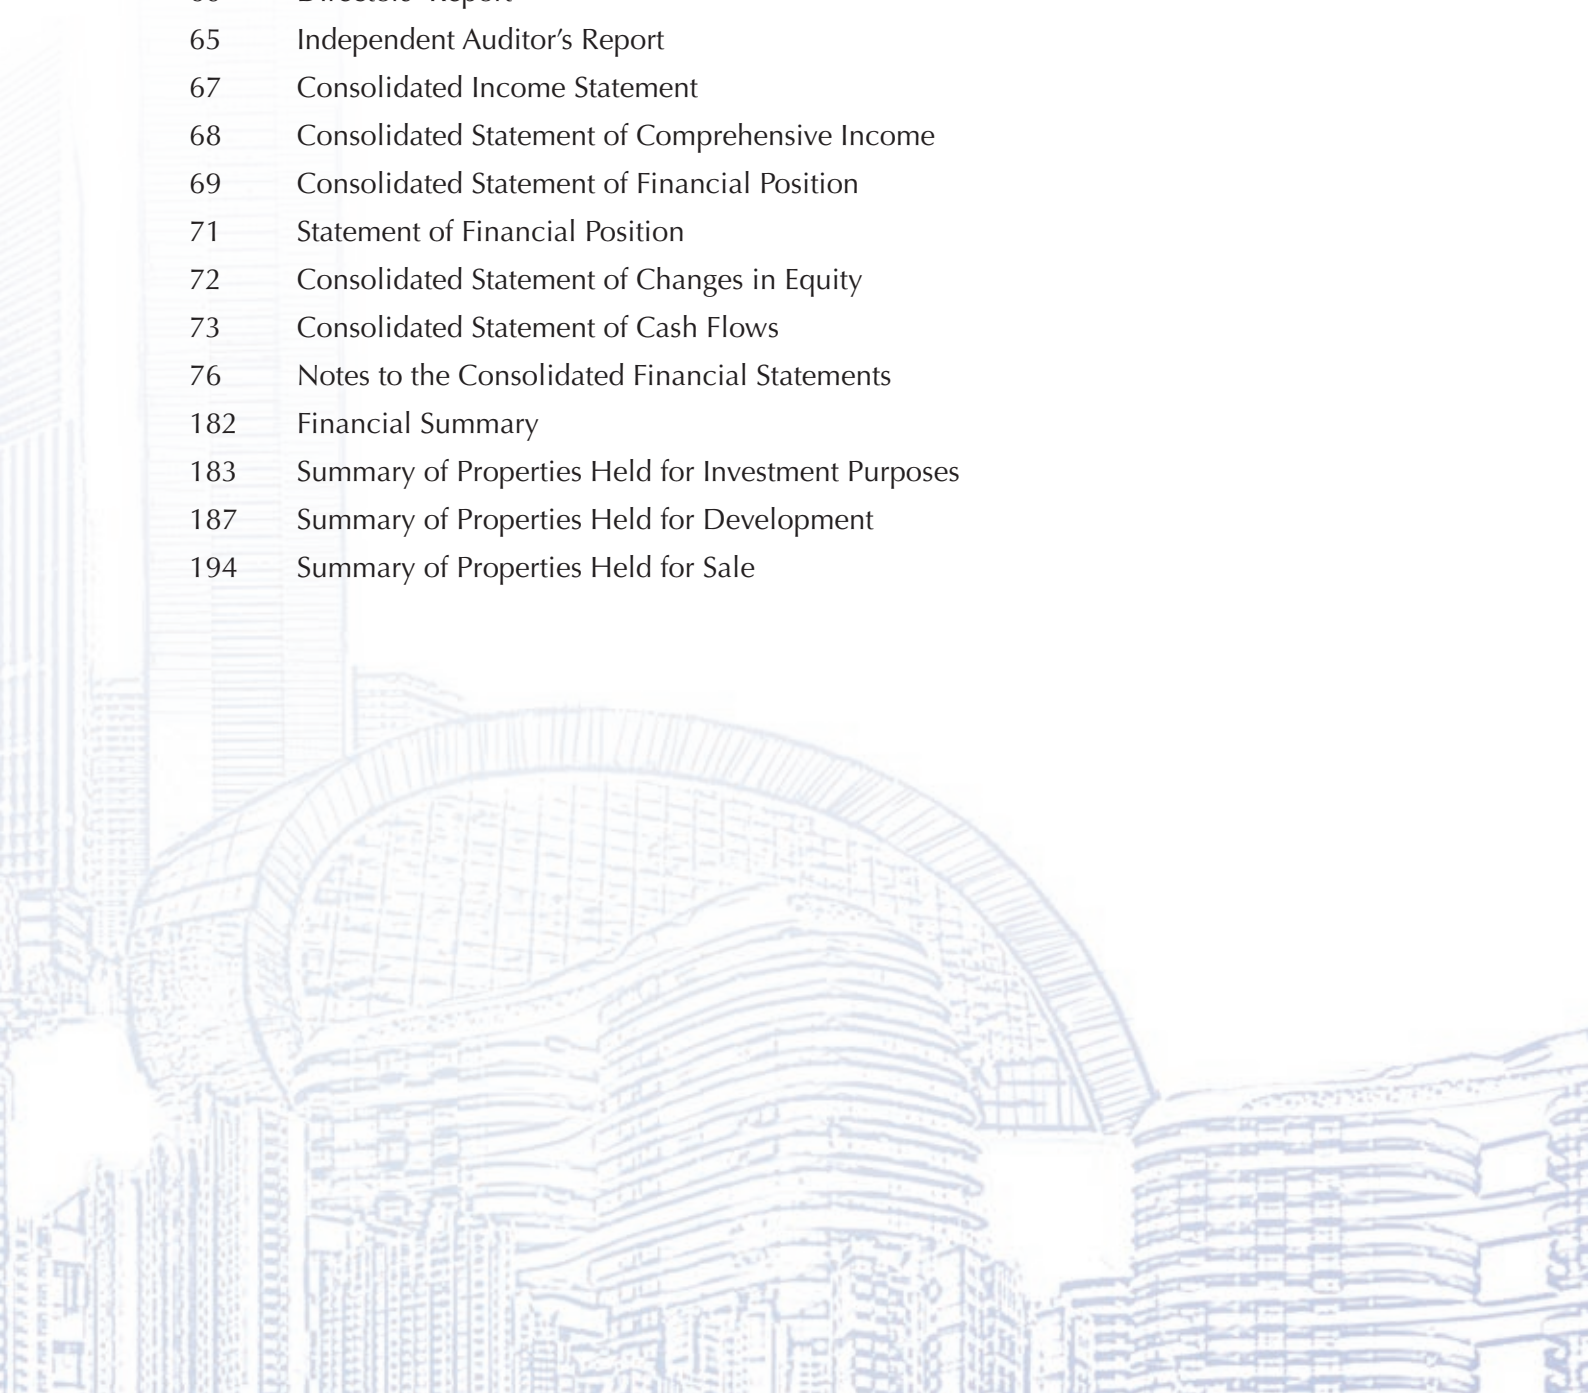 Directors' Report
65 Independent Auditor’s Report
67 Consolidated Income Statement
68 Consolidated Statement of Comprehensive Income
69 Consolidated Statement of Financial Position
71 Statement of Financial Position
72 Consolidated Statement of Changes in Equity
73 Consolidated Statement of Cash Flows
76 Notes to the Consolidated Financial Statements
182 Financial Summary
183 Summary of Properties Held for Investment Purposes
187 Summary of Properties Held for Development
194 Summary of Properties Held for Sale